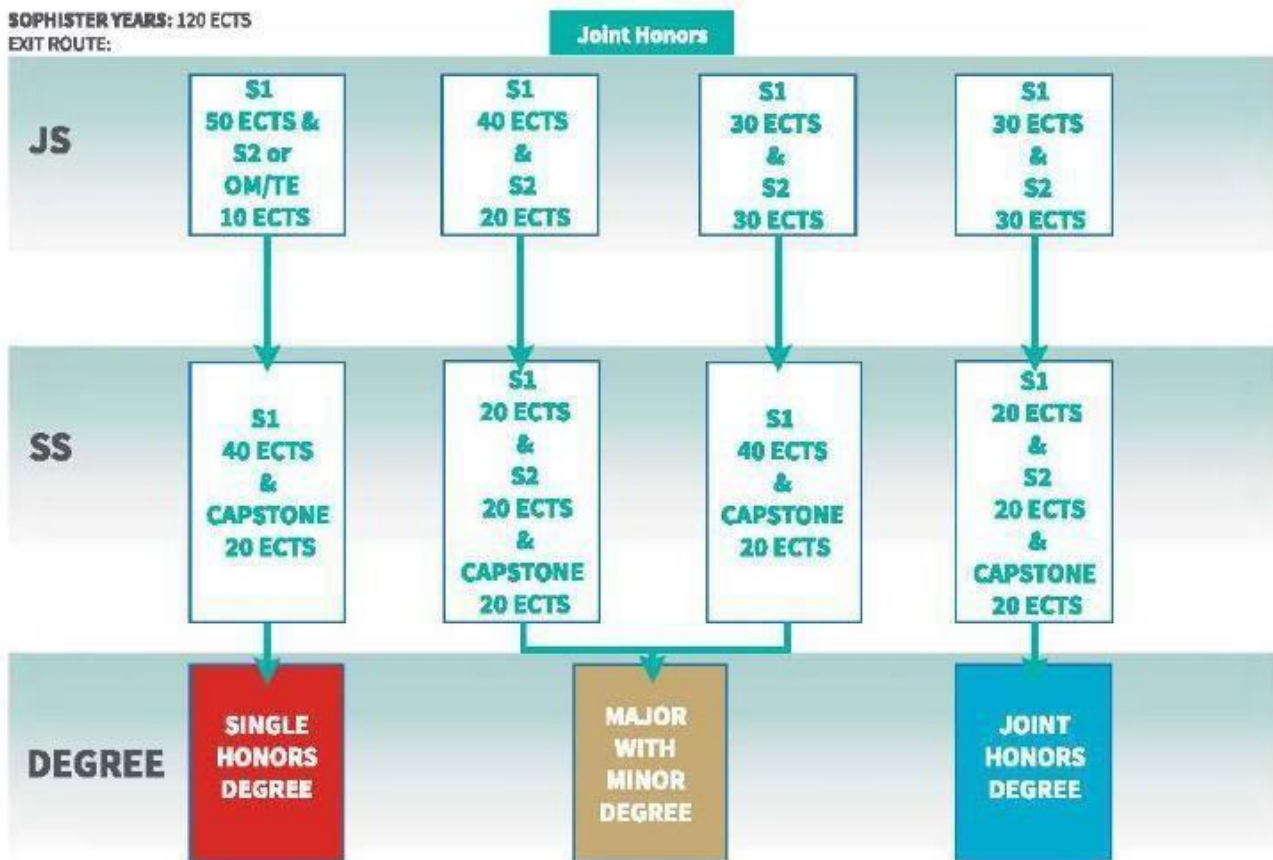 SOPHISTER YEARS: 120 ECTS
EXIT ROUTE:
Joint Honors
JS
S1
50 ECTS &
S2 or
OM/TE
10 ECTS
S1
40 ECTS
&
S2
20 ECTS
S1
30 ECTS
&
S2
30 ECTS
S1
30 ECTS
&
S2
30 ECTS
SS
S1
40 ECTS
&
CAPSTONE
20 ECTS
S1
20 ECTS
&
S2
20 ECTS
&
CAPSTONE
20 ECTS
S1
40 ECTS
&
CAPSTONE
20 ECTS
S1
20 ECTS
&
S2
20 ECTS
&
CAPSTONE
20 ECTS
DEGREE
SINGLE
HONORS
DEGREE
MAJOR
WITH
MINOR
DEGREE
JOINT
HONORS
DEGREE